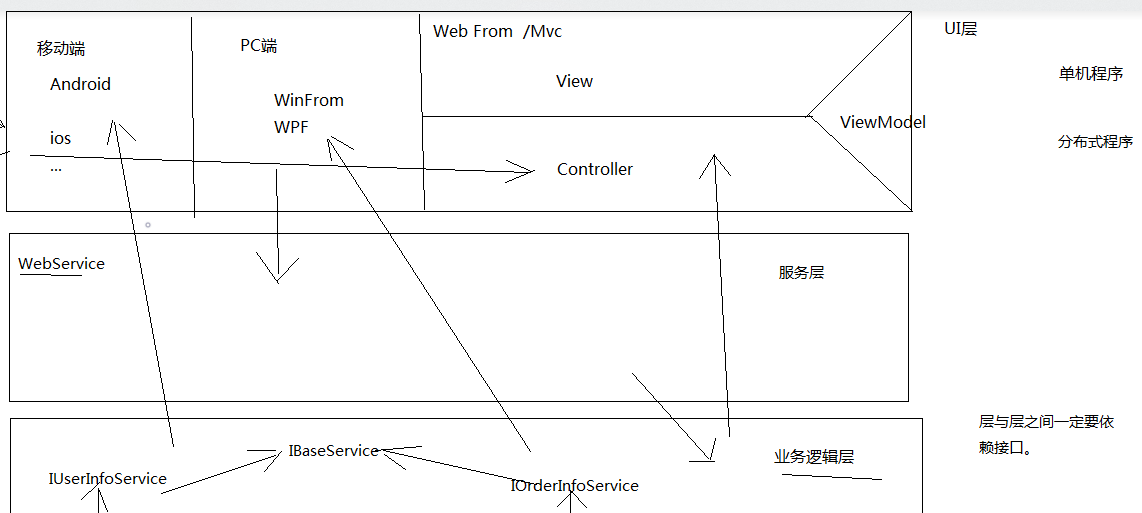 UI层
移动端
PC端
Web From /Mvc
Android
View
单机程序
WinFrom
WPF
ViewModel
ios
...
Controller
分布式程序
WebService
服务层
层与层之间一定要依
赖接口。
IBaseService
业务逻辑层
IUserInfoService
IOrderInfoService